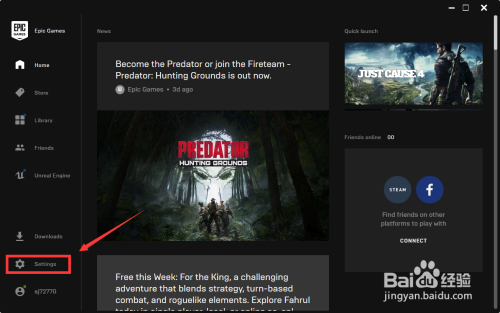 EPIC GAMES
Epic Games
Home
Store
Library
Friends
Unreal Engine
Downloads
Settings
sj72770
News
Become the Predator or join the Fireteam -
Predator: Hunting Grounds is out now.
Epic Games • 3d ago
PREDATOR
HUNTING GROUNDS
Free this Week: For the King, a challenging
adventure that blends strategy, turn-based
combat, and roguelike elements. Explore Fahrul
Quick launch
JUST CAUSE 4
Friends online 00
STEAM
f
Find friends on other
platforms to play with
CONNECT
Baidu 经验
jingyan.baidu.com